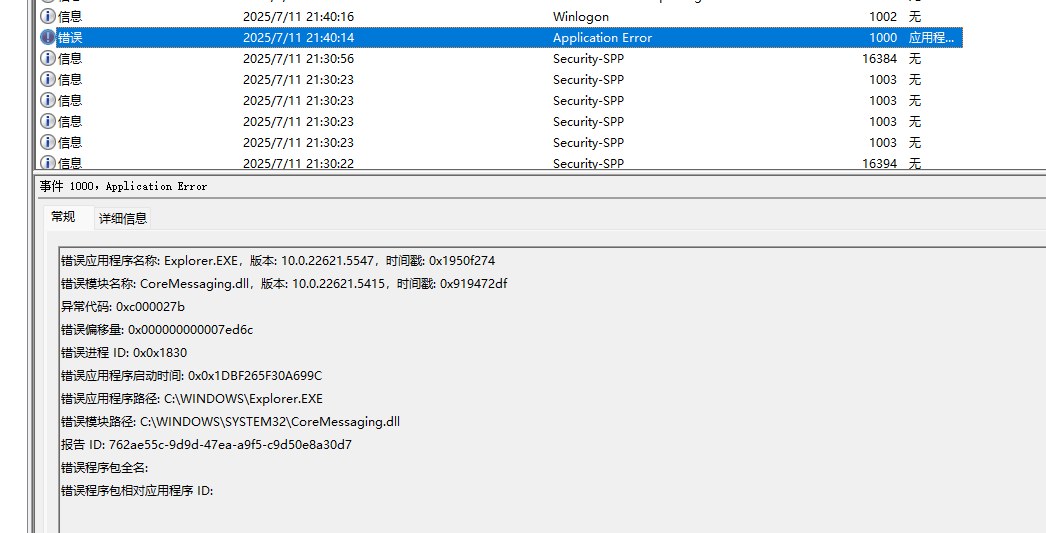 信息 2025/7/11 21:40:16 Winlogon 1002 无
错误 2025/7/11 21:40:14 Application Error 1000 应用程...
信息 2025/7/11 21:30:56 Security-SPP 16384 无
信息 2025/7/11 21:30:23 Security-SPP 1003 无
信息 2025/7/11 21:30:23 Security-SPP 1003 无
信息 2025/7/11 21:30:23 Security-SPP 1003 无
信息 2025/7/11 21:30:23 Security-SPP 1003 无
信息 2025/7/11 21:30:22 Security-SPP 16394 无
事件 1000，Application Error
常规 详细信息
错误应用程序名称: Explorer.EXE，版本: 10.0.22621.5547，时间戳: 0x1950f274
错误模块名称: CoreMessaging.dll，版本: 10.0.22621.5415，时间戳: 0x919472df
异常代码: 0xc000027b
错误偏移量: 0x000000000007ed6c
错误进程 ID: 0x0x1830
错误应用程序启动时间: 0x0x1DBF265F30A699C
错误应用程序路径: C:\WINDOWS\Explorer.EXE
错误模块路径: C:\WINDOWS\SYSTEM32\CoreMessaging.dll
报告 ID: 762ae55c-9d9d-47ea-a9f5-c9d50e8a30d7
错误程序包全名:
错误程序包相对应用程序 ID: